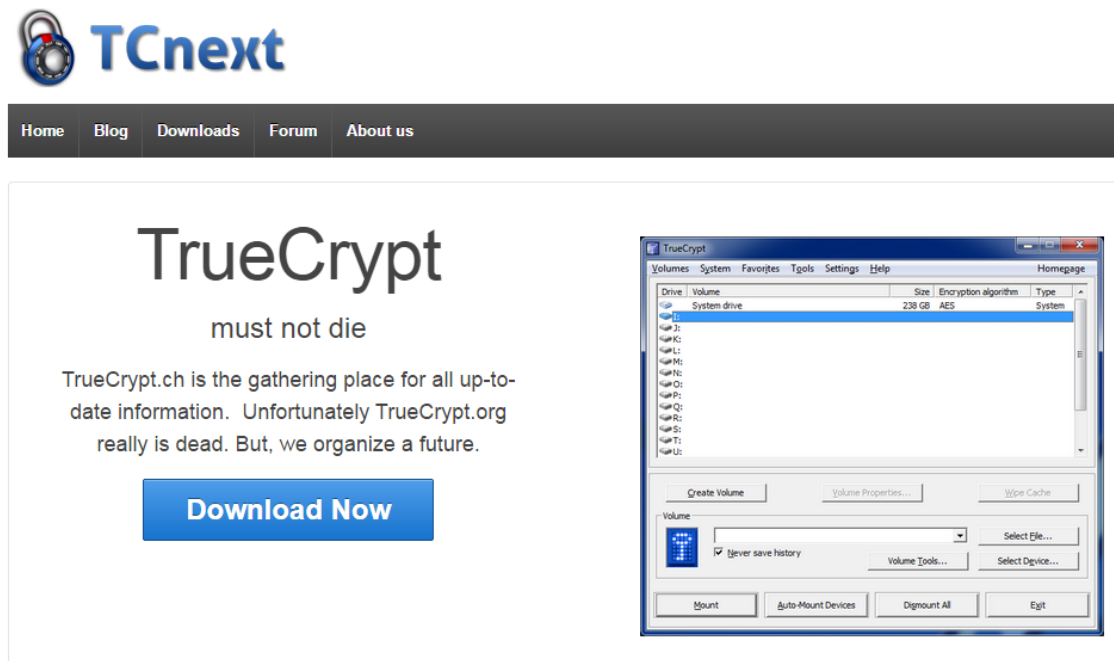 TCnext
Home Blog Downloads Forum About us
TrueCrypt
must not die
TrueCrypt.ch is the gathering place for all up-to-
date information. Unfortunately TrueCrypt.org
really is dead. But, we organize a future.
Download Now
TrueCrypt
Volumes System Favorites Tools Settings Help Homepage
Drive Volume Size Encryption algorithm Type
System drive 238 GB AES System
I:
J:
K:
L:
M:
N:
O:
P:
Q:
R:
S:
T:
U:
Create Volume Volume Properties... Wipe Cache
Volume
Select File...
Never save history
Volume Tools... Select Device...
Mount Auto-Mount Devices Dismount All Exit